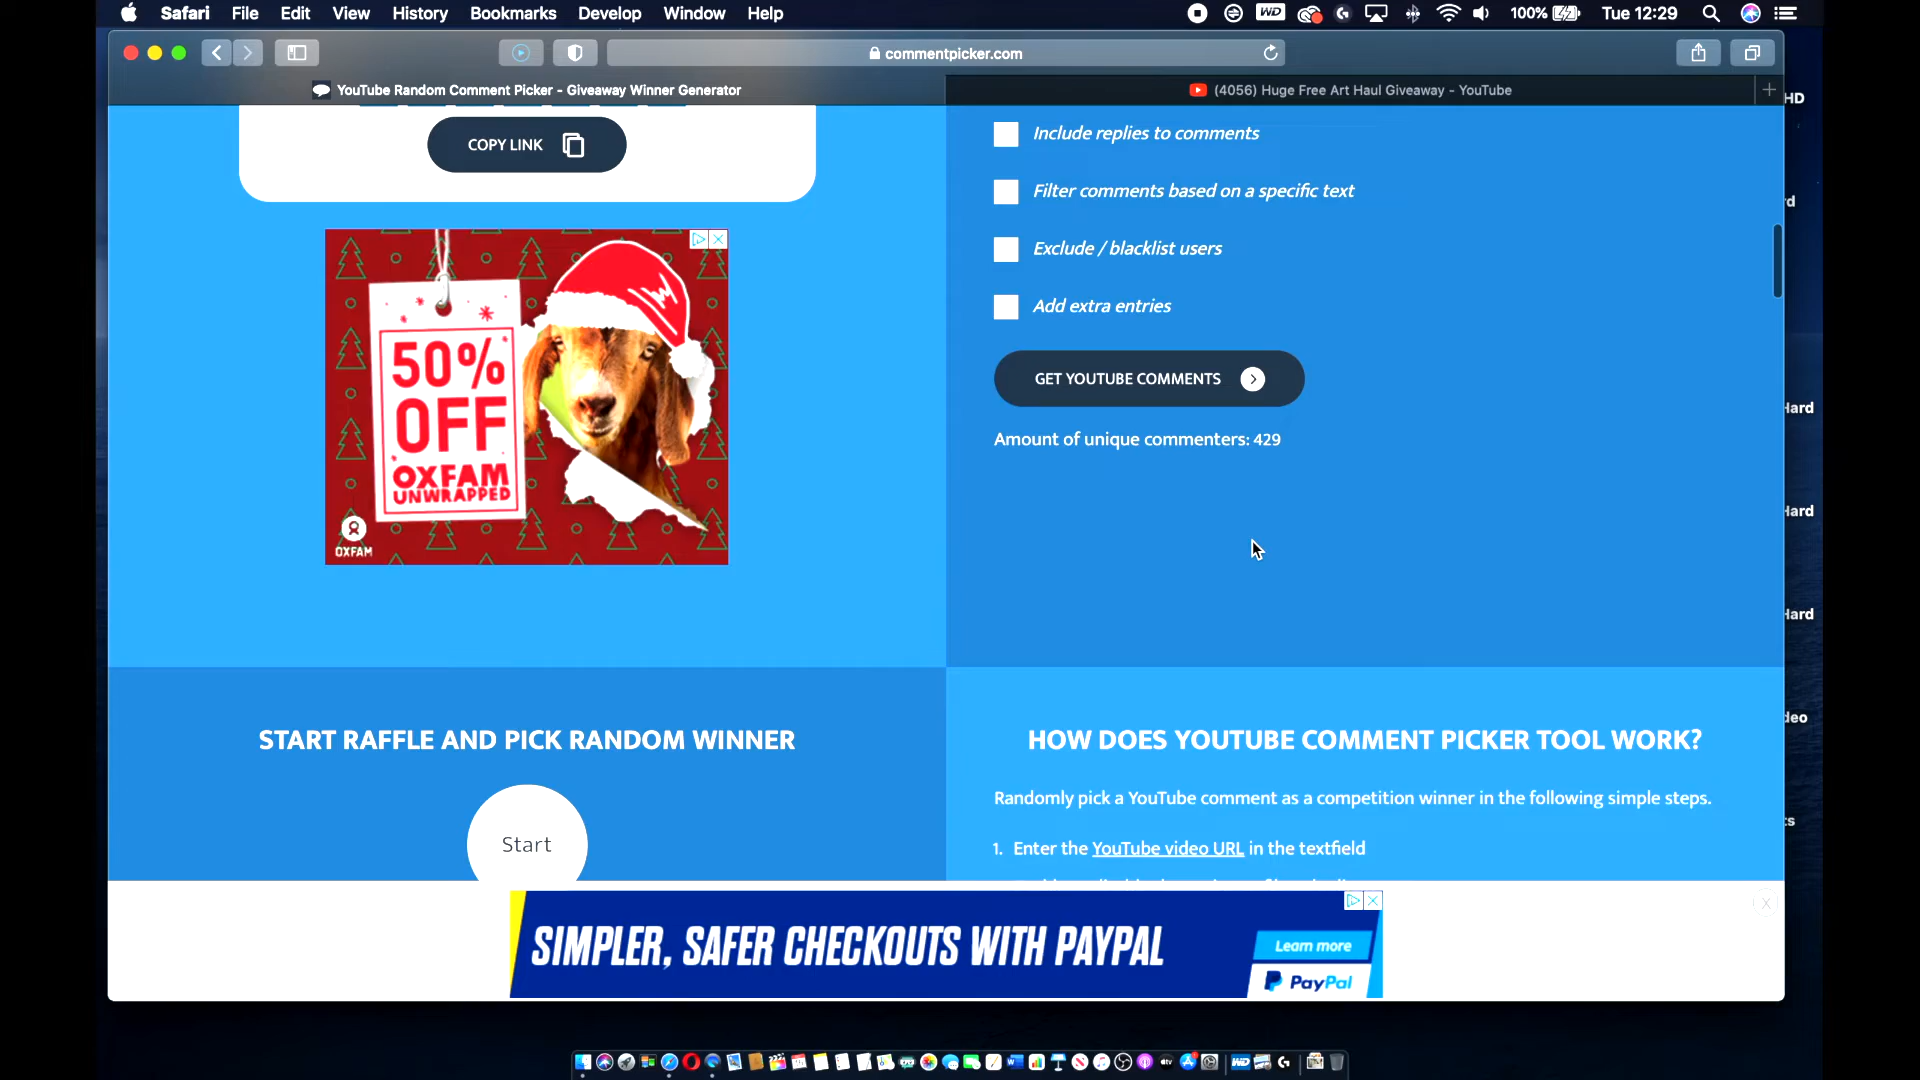 Safari File Edit View History Bookmarks Develop Window Help
WD 100% Tue 12:29
commentpicker.com
YouTube Random Comment Picker - Giveaway Winner Generator
(4056) Huge Free Art Haul Giveaway - YouTube
HD
COPY LINK
Include replies to comments
Filter comments based on a specific text
Exclude / blacklist users
Add extra entries
GET YOUTUBE COMMENTS
Amount of unique commenters: 429
50%
OFF
OXFAM
UNWRAPPED
OXFAM
START RAFFLE AND PICK RANDOM WINNER
Start
HOW DOES YOUTUBE COMMENT PICKER TOOL WORK?
Randomly pick a YouTube comment as a competition winner in the following simple steps.
1. Enter the YouTube video URL in the textfield
SIMPLER, SAFER CHECKOUTS WITH PAYPAL
Learn more
PayPal
X